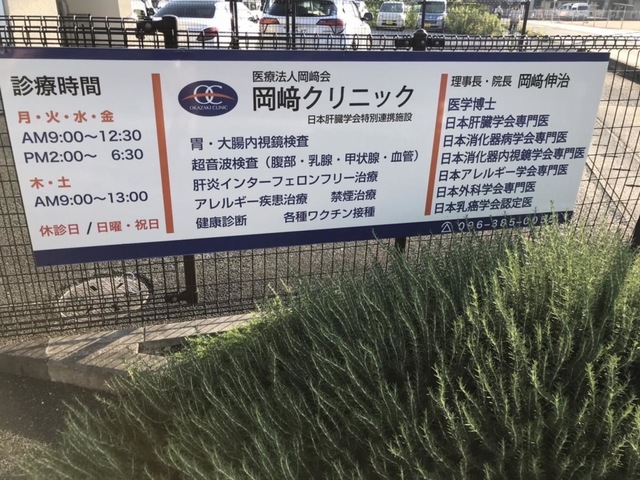 診療時間
月・火・水・金
AM9:00〜12:30
PM2:00〜 6:30
木・土
AM9:00〜13:00
休診日 / 日曜・祝日
OC
OKAZAKI CLINIC
医療法人岡﨑会
岡﨑クリニック
日本肝臓学会特別連携施設
胃・大腸内視鏡検査
超音波検査（腹部・乳腺・甲状腺・血管）
肝炎インターフェロンフリー治療
アレルギー疾患治療 禁煙治療
健康診断 各種ワクチン接種
理事長・院長 岡﨑伸治
医学博士
日本肝臓学会専門医
日本消化器病学会専門医
日本消化器内視鏡学会専門医
日本アレルギー学会専門医
日本外科学会専門医
日本乳癌学会認定医